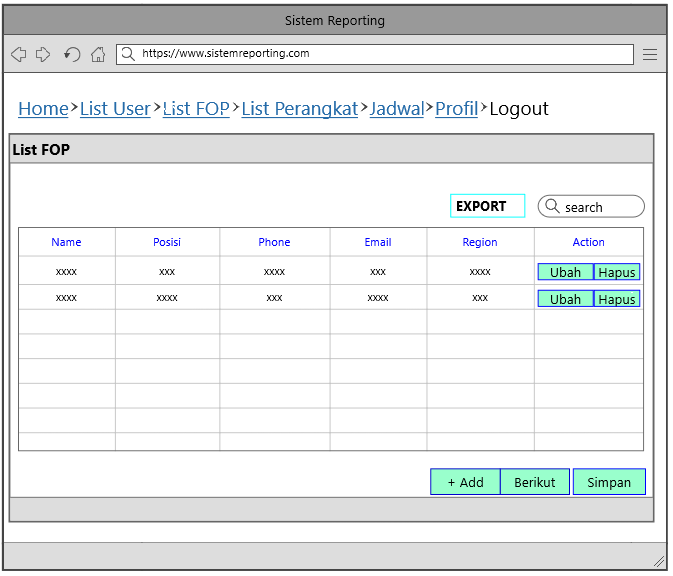 Sistem Reporting
https://www.sistemreporting.com
Home>List User>List FOP>List Perangkat>Jadwal>Profil>Logout
List FOP
EXPORT search
Name Posisi Phone Email Region Action
xxxx xxx xxxx xxx xxxx Ubah Hapus
xxxx xxxx xxx xxxx xxx Ubah Hapus
+ Add Berikut Simpan